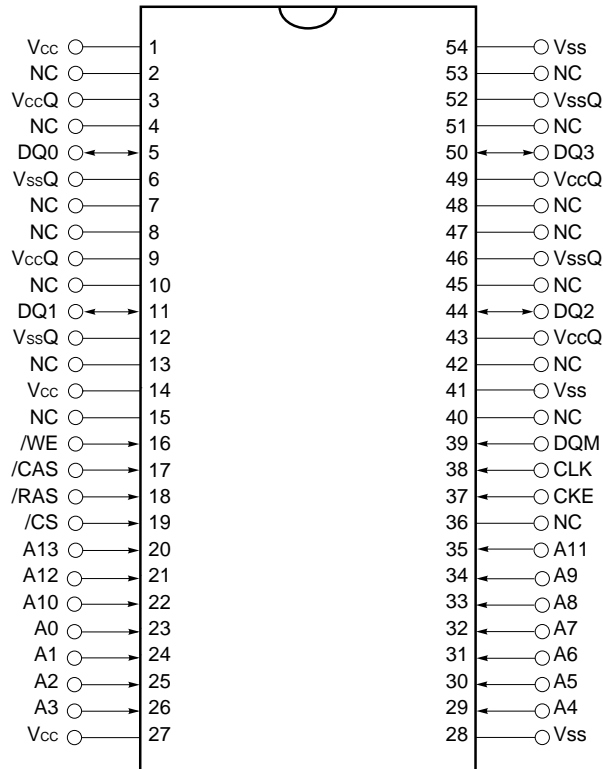 Vcc 1 54 Vss
NC 2 53 NC
VccQ 3 52 VssQ
NC 4 51 NC
DQ0 5 50 DQ3
VssQ 6 49 VccQ
NC 7 48 NC
NC 8 47 NC
VccQ 9 46 VssQ
NC 10 45 NC
DQ1 11 44 DQ2
VssQ 12 43 VccQ
NC 13 42 NC
Vcc 14 41 Vss
NC 15 40 NC
/WE 16 39 DQM
/CAS 17 38 CLK
/RAS 18 37 CKE
/CS 19 36 NC
A13 20 35 A11
A12 21 34 A9
A10 22 33 A8
A0 23 32 A7
A1 24 31 A6
A2 25 30 A5
A3 26 29 A4
Vcc 27 28 Vss